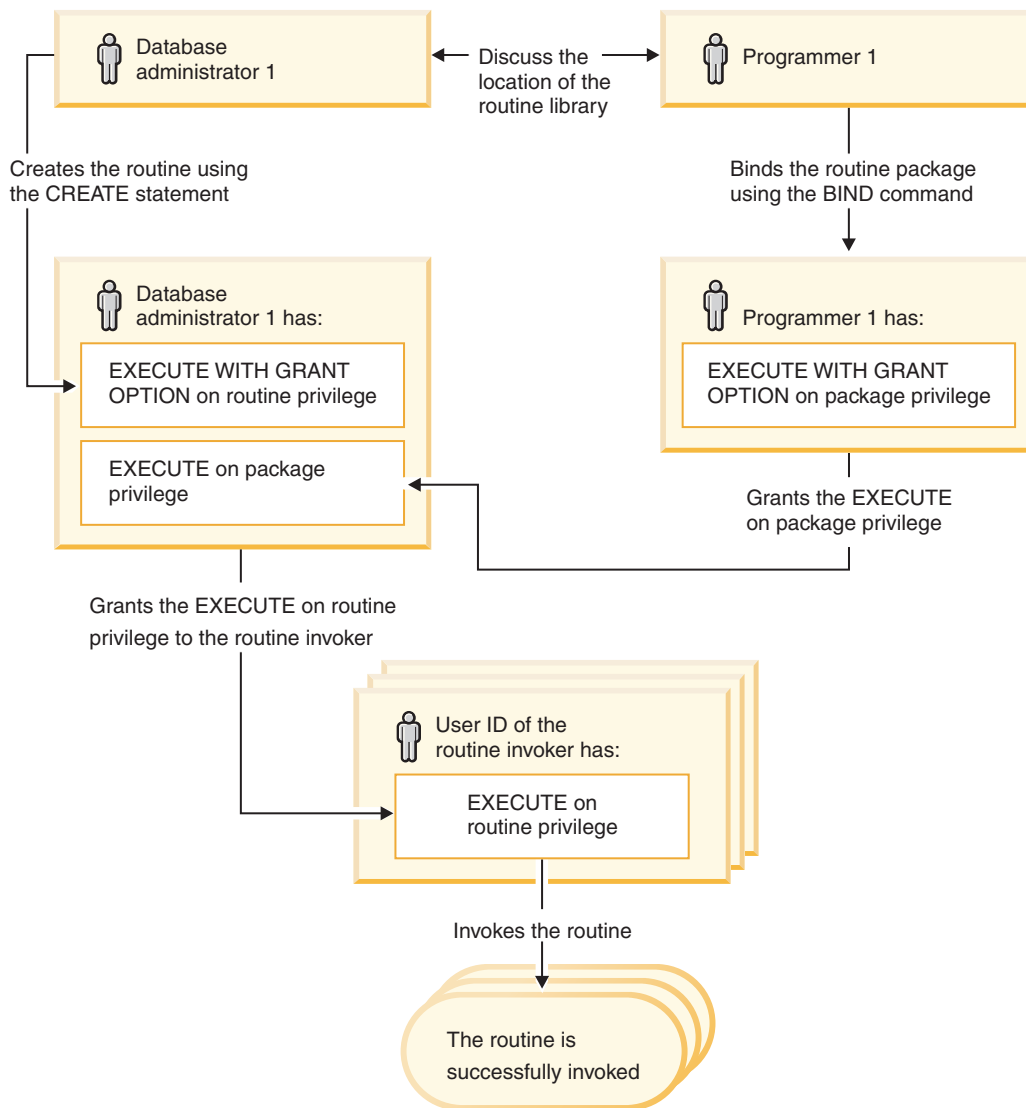 Database
administrator 1
Discuss the
location of the
routine library
Programmer 1
Creates the routine using
the CREATE statement
Binds the routine package
using the BIND command
Database
administrator 1 has:
EXECUTE WITH GRANT
OPTION on routine privilege
EXECUTE on package
privilege
Programmer 1 has:
EXECUTE WITH GRANT
OPTION on package privilege
Grants the EXECUTE
on package privilege
Grants the EXECUTE on routine
privilege to the routine invoker
User ID of the
routine invoker has:
EXECUTE on
routine privilege
Invokes the routine
The routine is
successfully invoked